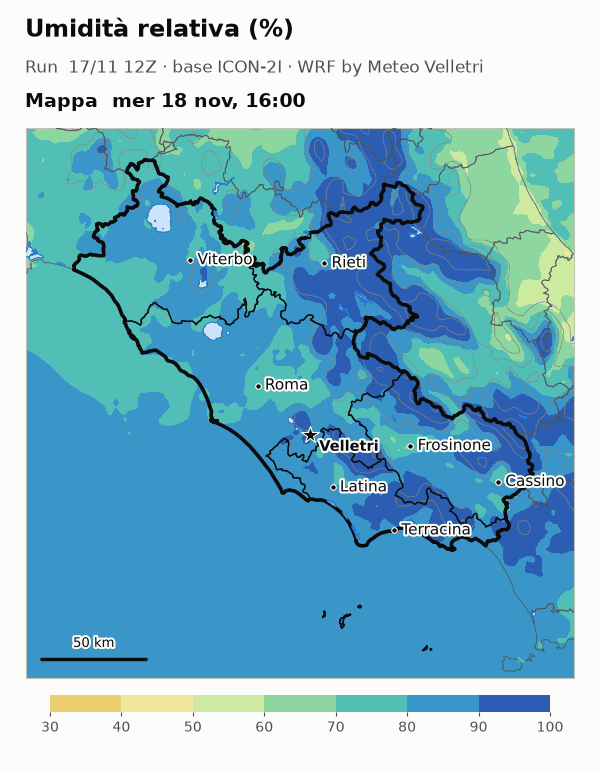 Umidità relativa (%)
Run  17/11 12Z · base ICON-2I · WRF by Meteo Velletri
Mappa  mer 18 nov, 16:00
Viterbo
Rieti
Roma
Velletri
Frosinone
Cassino
Latina
Terracina
50 km
30 40 50 60 70 80 90 100